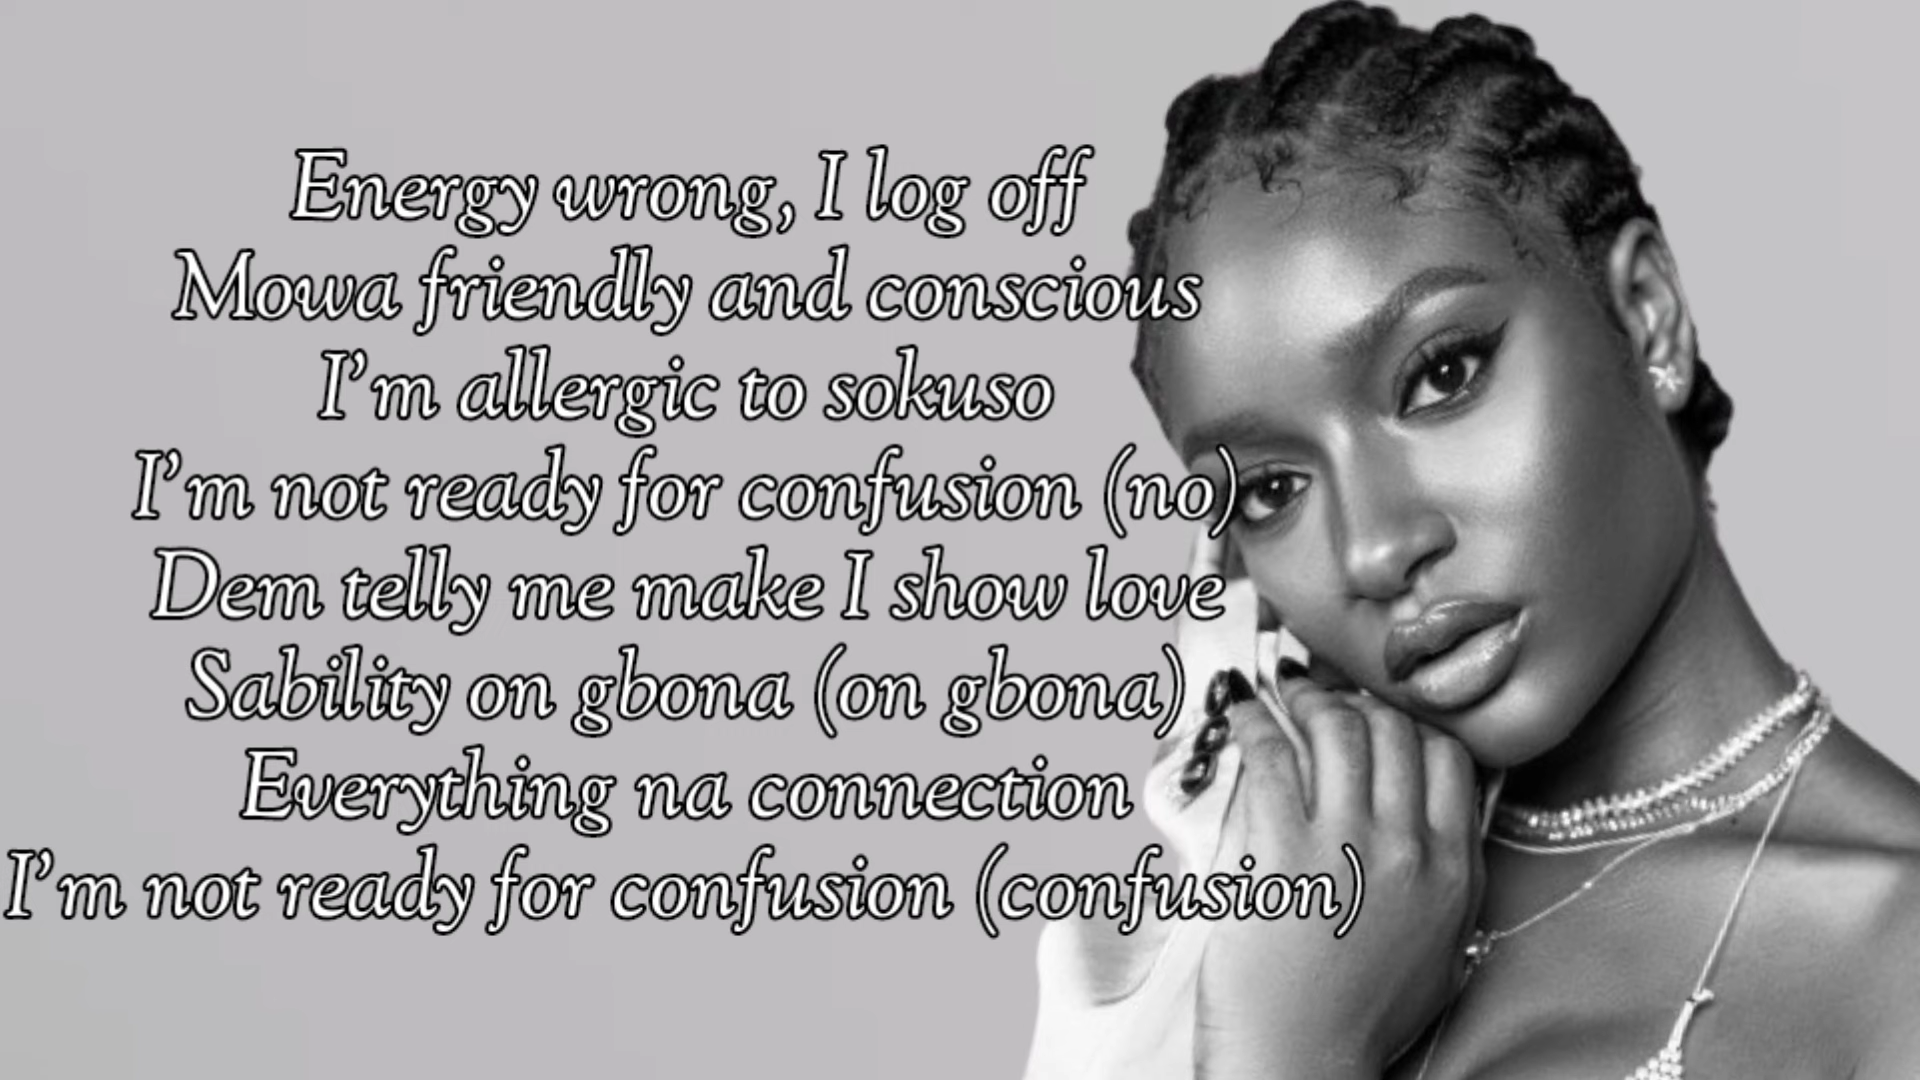 Energy wrong, I log off
Mowa friendly and conscious
I'm allergic to sokuso
I'm not ready for confusion (no)
Dem telly me make I show love
Sability on gbona (on gbona)
Everything na connection
I'm not ready for confusion (confusion)